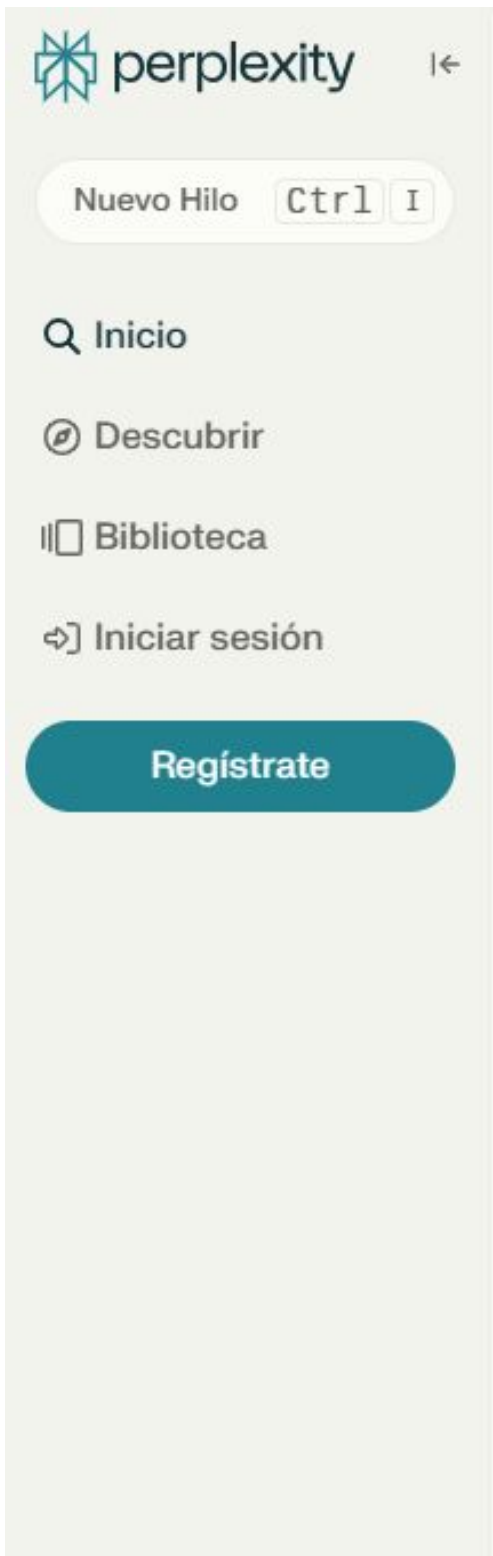 perplexity
Nuevo Hilo Ctrl I
Inicio
Descubrir
Biblioteca
Iniciar sesión
Regístrate